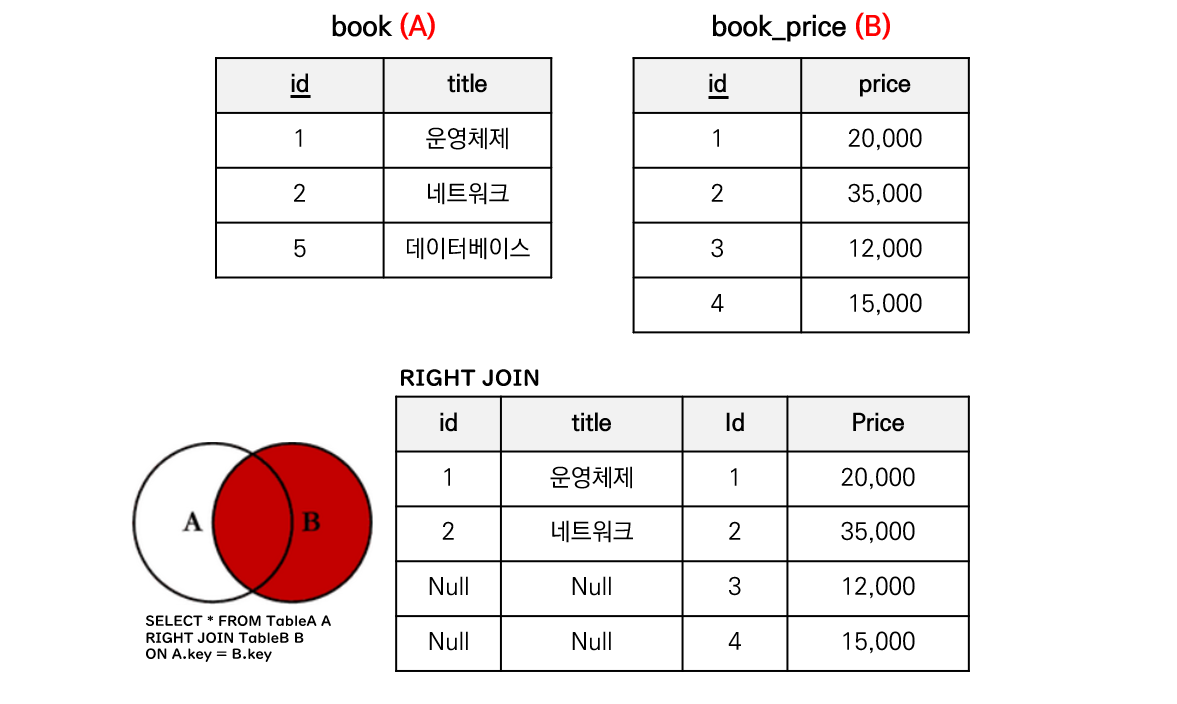 book (A)
id title
1 운영체제
2 네트워크
5 데이터베이스
book_price (B)
id price
1 20,000
2 35,000
3 12,000
4 15,000
RIGHT JOIN
id title Id Price
1 운영체제 1 20,000
2 네트워크 2 35,000
Null Null 3 12,000
Null Null 4 15,000
A B
SELECT * FROM TableA A
RIGHT JOIN TableB B
ON A.key = B.key